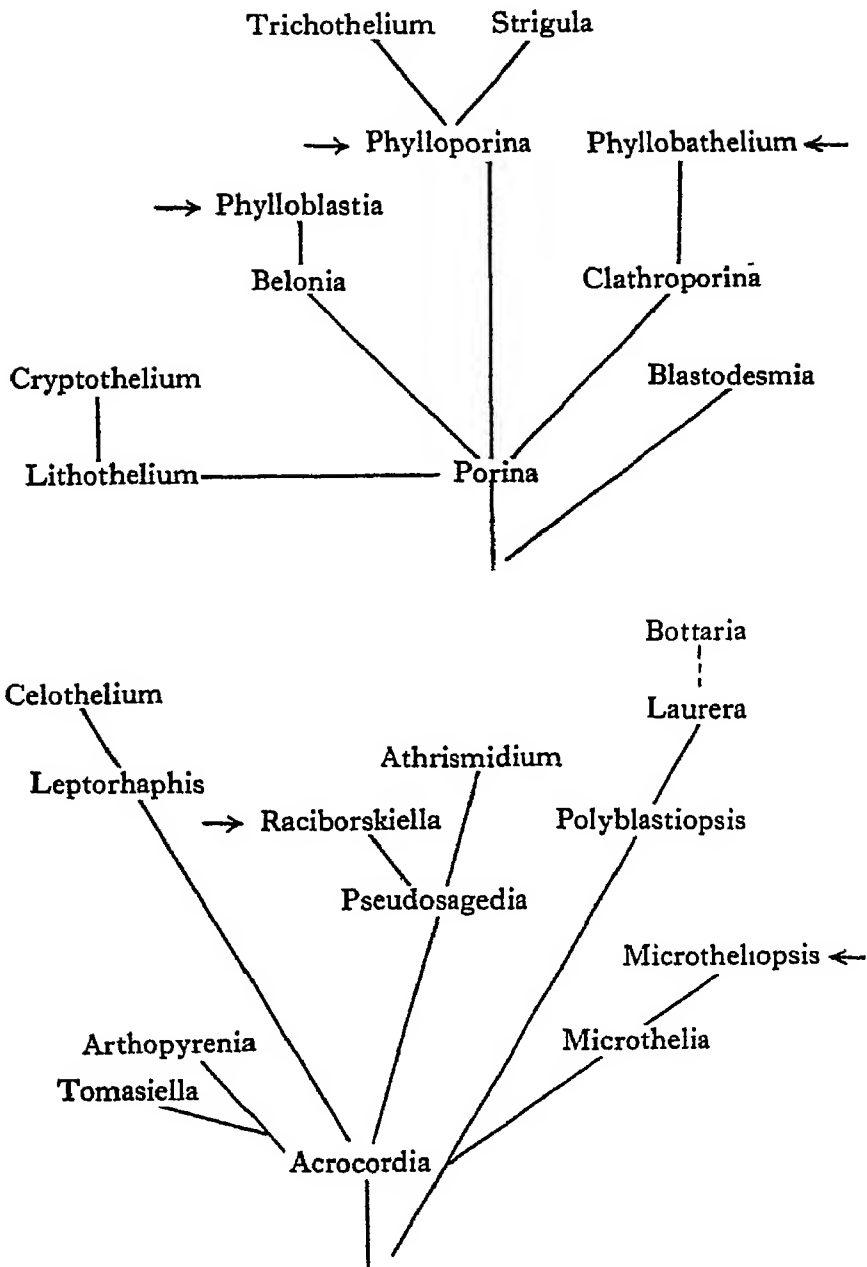 Trichothelium Strigula
→ Phylloporina Phyllobathelium ←
→ Phylloblastia
Belonia Clathroporina
Cryptothelium Blastodesmia
Lithothelium Porina
Bottaria
Celothelium Laurera
Athrismidium
Leptorhaphis
→ Raciborskiella Polyblastiopsis
Pseudosagedia
Microtheliopsis ←
Arthopyrenia Microthelia
Tomasiella
Acrocordia